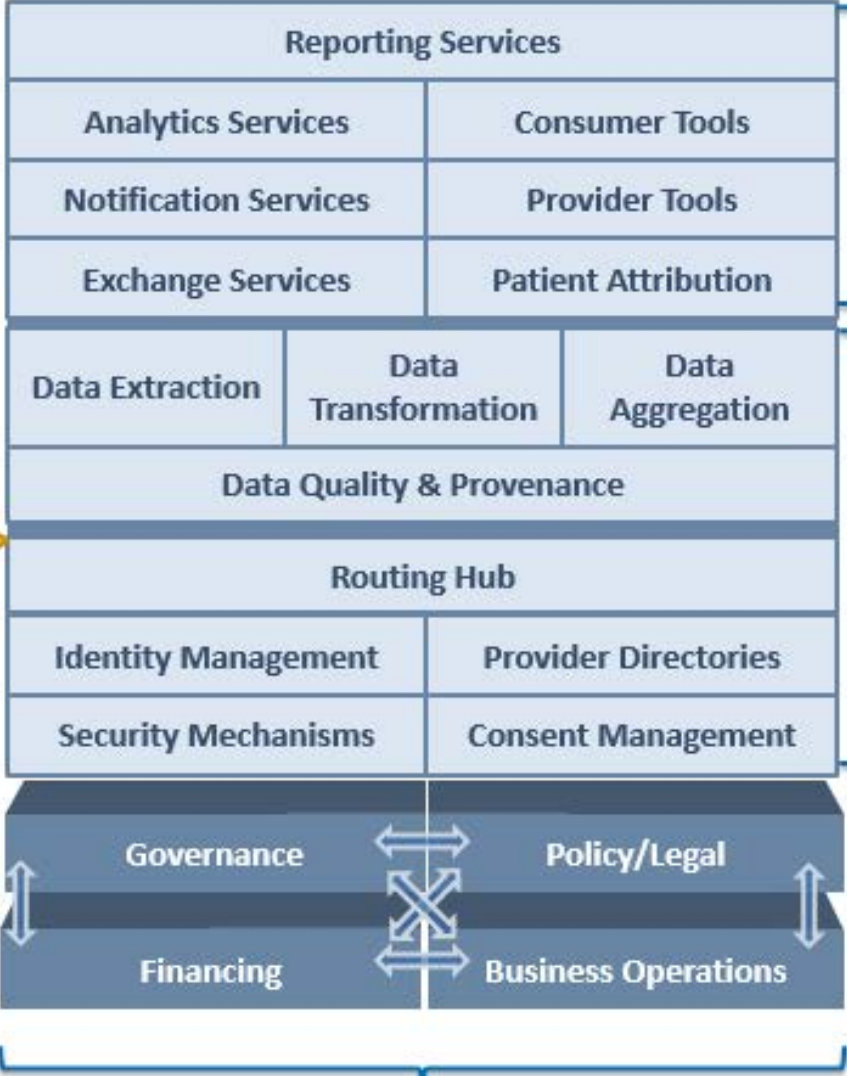 Reporting Services
Analytics Services
Consumer Tools
Notification Services
Provider Tools
Exchange Services
Patient Attribution
Data Extraction
Data
Transformation
Data
Aggregation
Data Quality & Provenance
Routing Hub
Identity Management
Provider Directories
Security Mechanisms
Consent Management
Governance
Policy/Legal
Financing
Business Operations